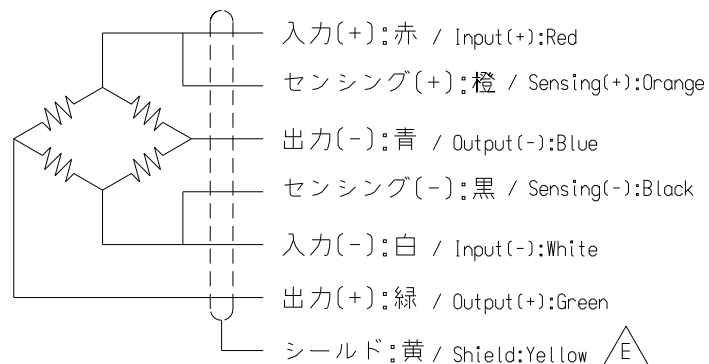 入力(+):赤 / Input(+):Red
センシング(+):橙 / Sensing(+):Orange
出力(-):青 / Output(-):Blue
センシング(-):黒 / Sensing(-):Black
入力(-):白 / Input(-):White
出力(+):緑 / Output(+):Green
シールド:黄 / Shield:Yellow E